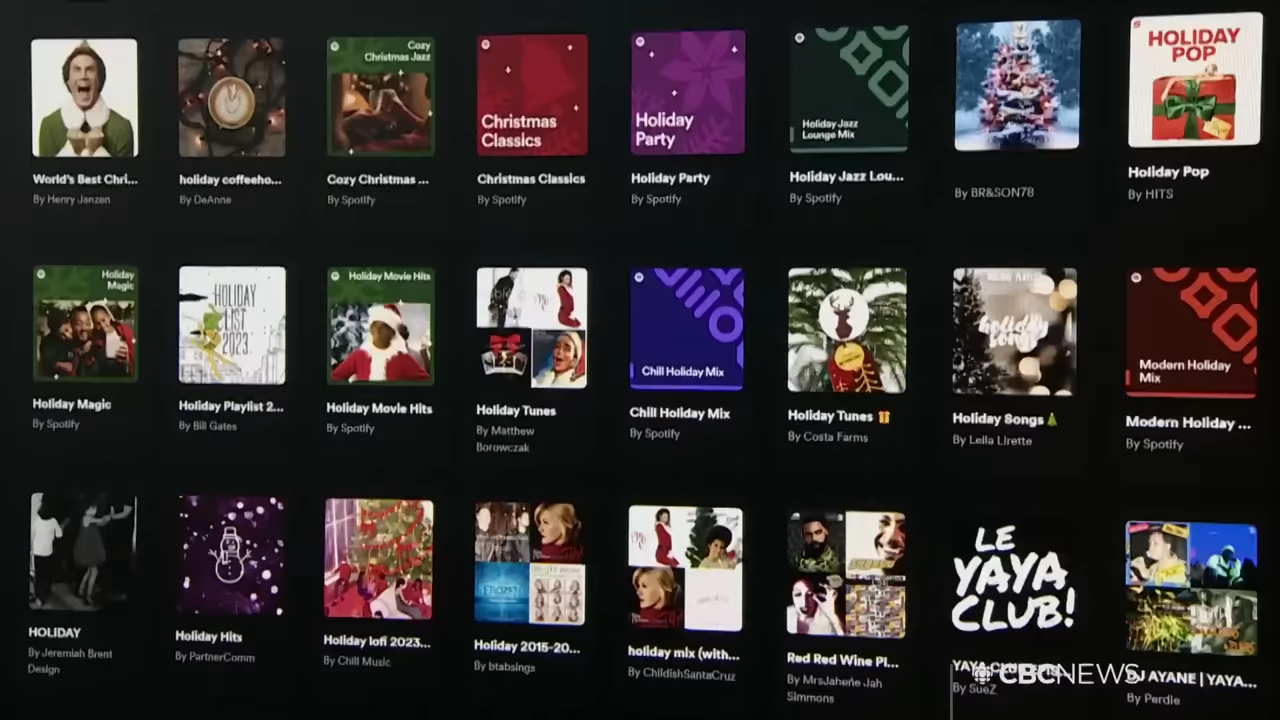 Cozy
Christmas Jazz
Christmas
Classics
Holiday
Party
Holiday Jazz
Lounge Mix
HOLIDAY
POP
World's Best Chri...
holiday coffeeho...
Cozy Christmas ...
Christmas Classics
Holiday Party
Holiday Jazz Lou...
Holiday Pop
By Henry Janzen
By DeAnne
By Spotify
By Spotify
By Spotify
By Spotify
By BR&SON78
By HITS
Holiday
Magic
HOLIDAY
LIST
2023
Holiday Movie Hits
Chill Holiday Mix
holiday
songs
Modern Holiday
Mix
Holiday Magic
Holiday Playlist 2...
Holiday Movie Hits
Holiday Tunes
Chill Holiday Mix
Holiday Tunes 🎁
Holiday Songs🎄
Modern Holiday ...
By Spotify
By Bill Gates
By Spotify
By Matthew
Borowczak
By Spotify
By Costa Farms
By Leila Lirette
By Spotify
FROZEN
LE
YAYA
CLUB!
HOLIDAY
Holiday Hits
Holiday lofi 2023...
Holiday 2015-20...
holiday mix (with...
Red Red Wine Pl...
DJ AYANE | YAYA...
By Jeremiah Brent
Design
By PartnerComm
By Chill Music
By btabsings
By ChildishSantaCruz
By MrsJaheñe Jah
Simmons
By SueZ
By Perdie
CBCNEWS